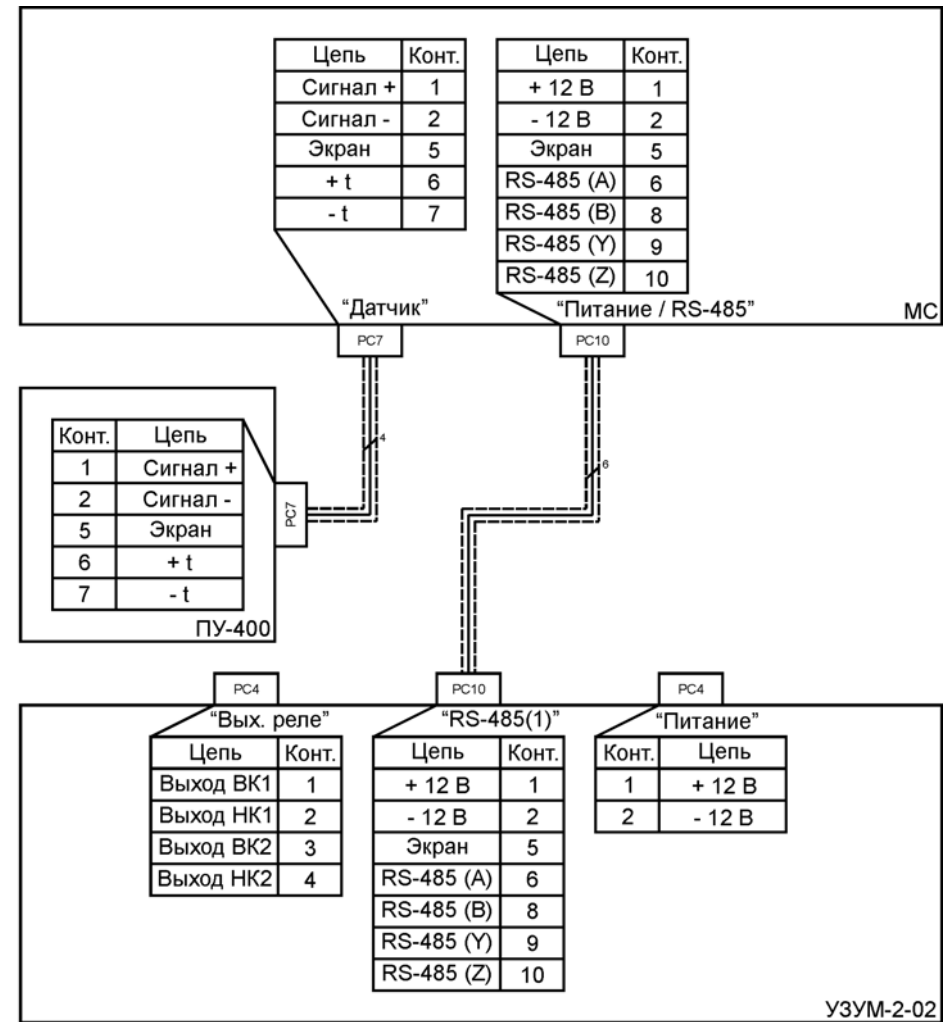 Цепь Конт.
Сигнал + 1
Сигнал - 2
Экран 5
+ t 6
- t 7
Цепь Конт.
+ 12 В 1
- 12 В 2
Экран 5
RS-485 (A) 6
RS-485 (B) 8
RS-485 (Y) 9
RS-485 (Z) 10
“Датчик”
“Питание / RS-485”
МС
РС7
РС10
4
6
Конт. Цепь
1 Сигнал +
2 Сигнал -
5 Экран
6 + t
7 - t
РС7
ПУ-400
РС4
РС10
РС4
“Вых. реле”
“RS-485(1)”
“Питание”
Цепь Конт.
Выход ВК1 1
Выход НК1 2
Выход ВК2 3
Выход НК2 4
Цепь Конт.
+ 12 В 1
- 12 В 2
Экран 5
RS-485 (A) 6
RS-485 (B) 8
RS-485 (Y) 9
RS-485 (Z) 10
Конт. Цепь
1 + 12 В
2 - 12 В
УЗУМ-2-02